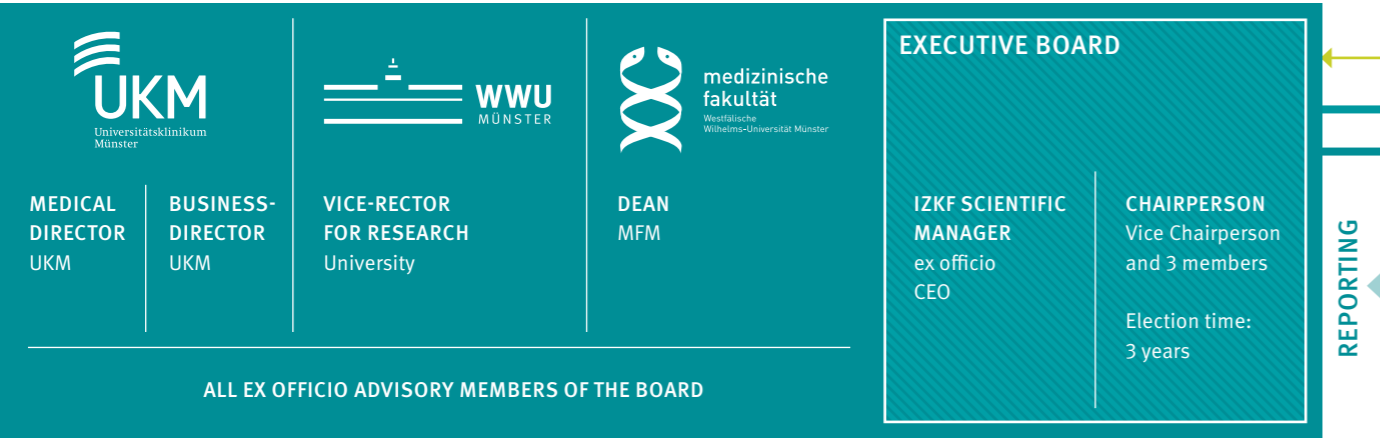 UKM
Universitätsklinikum
Münster
WWU
MÜNSTER
medizinische
fakultät
Westfälische
Wilhelms-Universität Münster
MEDICAL
DIRECTOR
UKM
BUSINESS-
DIRECTOR
UKM
VICE-RECTOR
FOR RESEARCH
University
DEAN
MFM
ALL EX OFFICIO ADVISORY MEMBERS OF THE BOARD
EXECUTIVE BOARD
IZKF SCIENTIFIC
MANAGER
ex officio
CEO
CHAIRPERSON
Vice Chairperson
and 3 members
Election time:
3 years
REPORTING